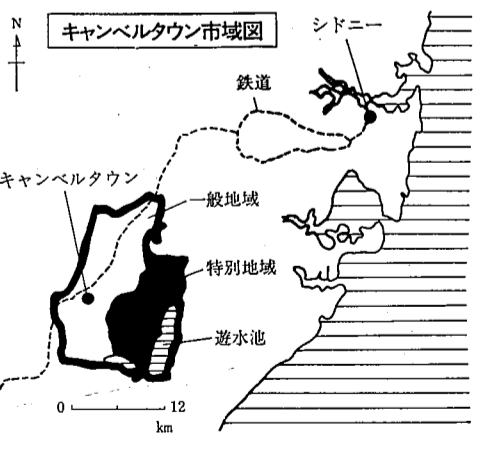 N
キャンベルタウン市域図
シドニー
鉄道
キャンベルタウン
一般地域
特別地域
遊水池
0 12
km